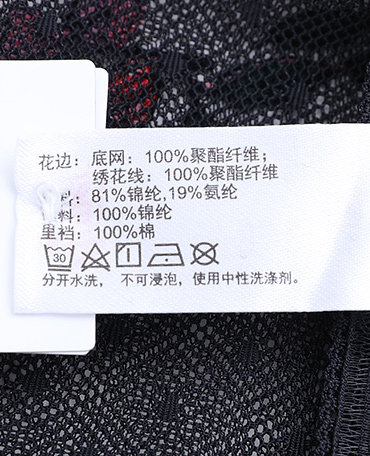 花边：底网：100%聚酯纤维；
绣花线：100%聚酯纤维
料：81%锦纶，19%氨纶
料：100%锦纶
里裆：100%棉
30
分开水洗， 不可浸泡，使用中性洗涤剂。